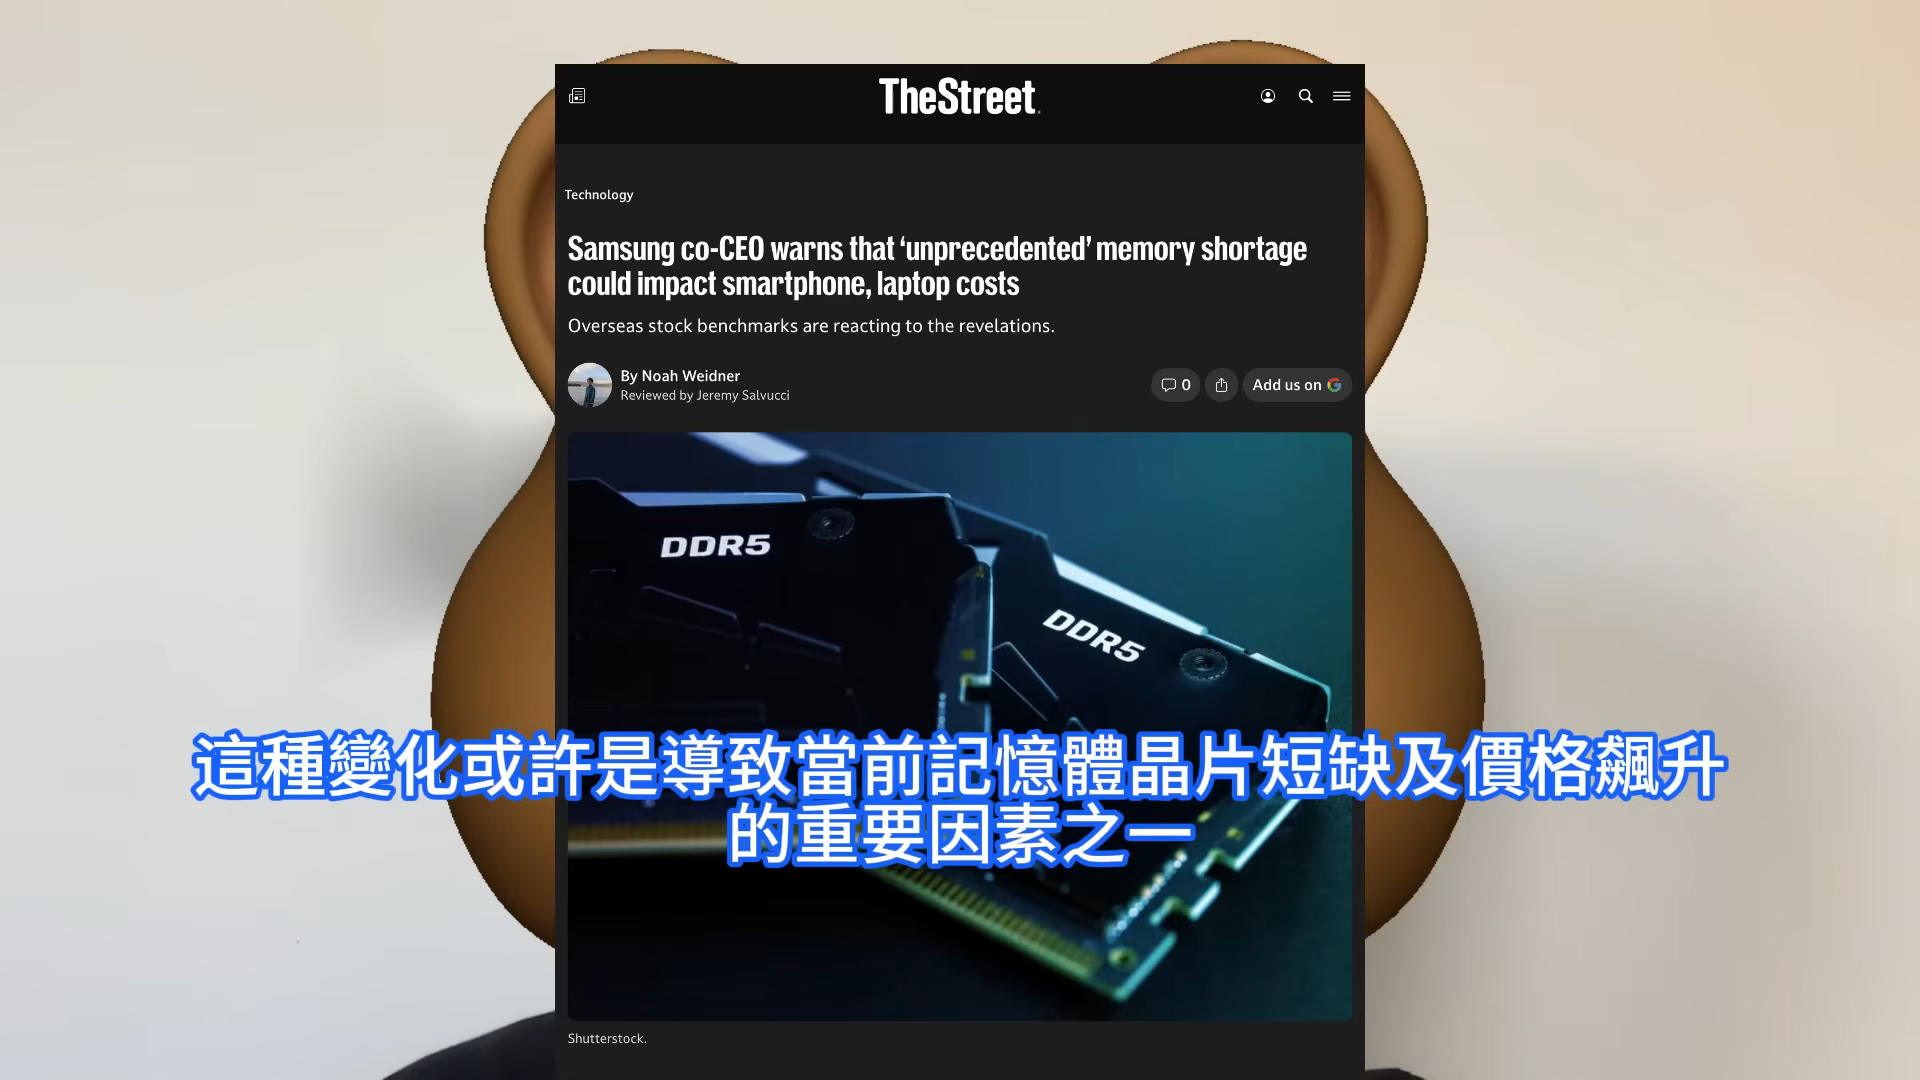 TheStreet
Technology
Samsung co-CEO warns that ‘unprecedented’ memory shortage
could impact smartphone, laptop costs
Overseas stock benchmarks are reacting to the revelations.
By Noah Weidner
Reviewed by Jeremy Salvucci
0
Add us on G
DDR5
DDR5
這種變化或許是導致當前記憶體晶片短缺及價格飆升
的重要因素之一
Shutterstock.